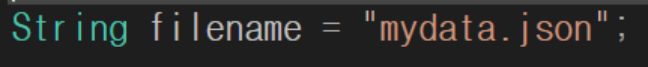 String filename = "mydata.json";